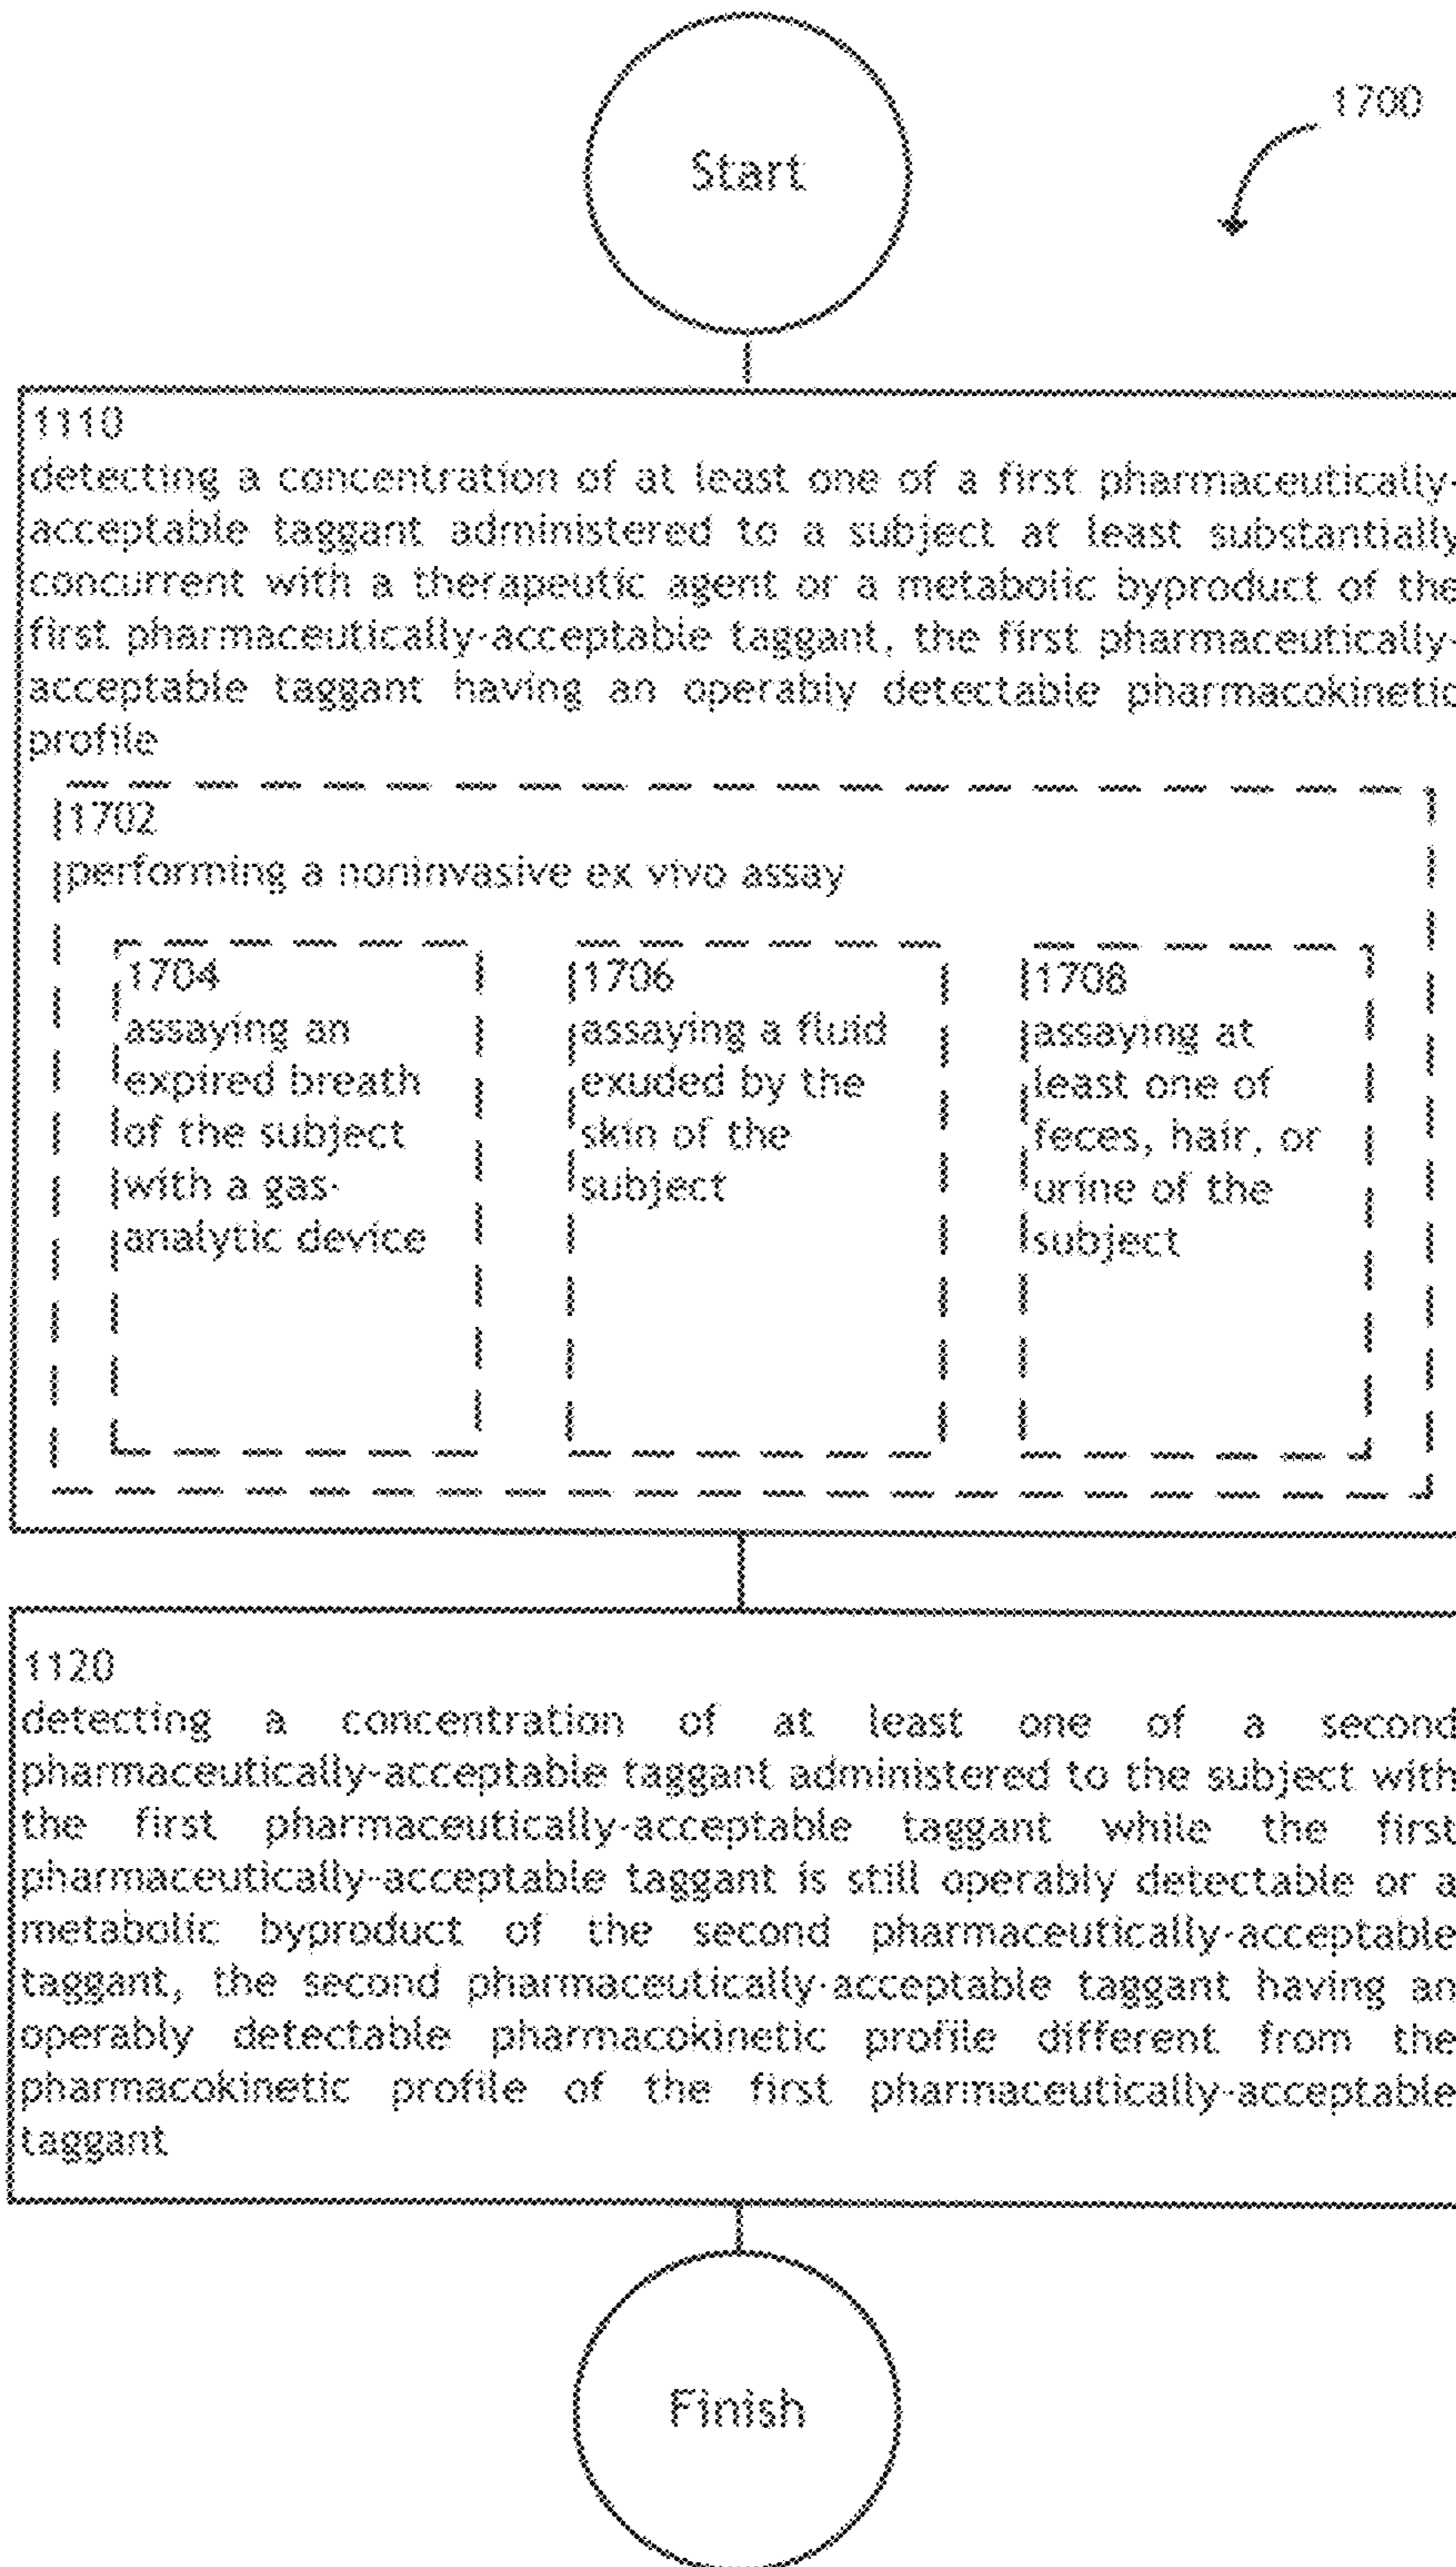 Start
1700
1110
detecting a concentration of at least one of a first pharmaceutically-
acceptable taggant administered to a subject at least substantially
concurrent with a therapeutic agent or a metabolic byproduct of the
first pharmaceutically-acceptable taggant, the first pharmaceutically-
acceptable taggant having an operably detectable pharmacokinetic
profile
1702
performing a noninvasive ex vivo assay
1704
assaying an
expired breath
of the subject
with a gas-
analytic device
1706
assaying a fluid
exuded by the
skin of the
subject
1708
assaying at
least one of
feces, hair, or
urine of the
subject
1120
detecting a concentration of at least one of a second
pharmaceutically-acceptable taggant administered to the subject with
the first pharmaceutically-acceptable taggant while the first
pharmaceutically-acceptable taggant is still operably detectable or a
metabolic byproduct of the second pharmaceutically-acceptable
taggant, the second pharmaceutically-acceptable taggant having an
operably detectable pharmacokinetic profile different from the
pharmacokinetic profile of the first pharmaceutically-acceptable
taggant
Finish